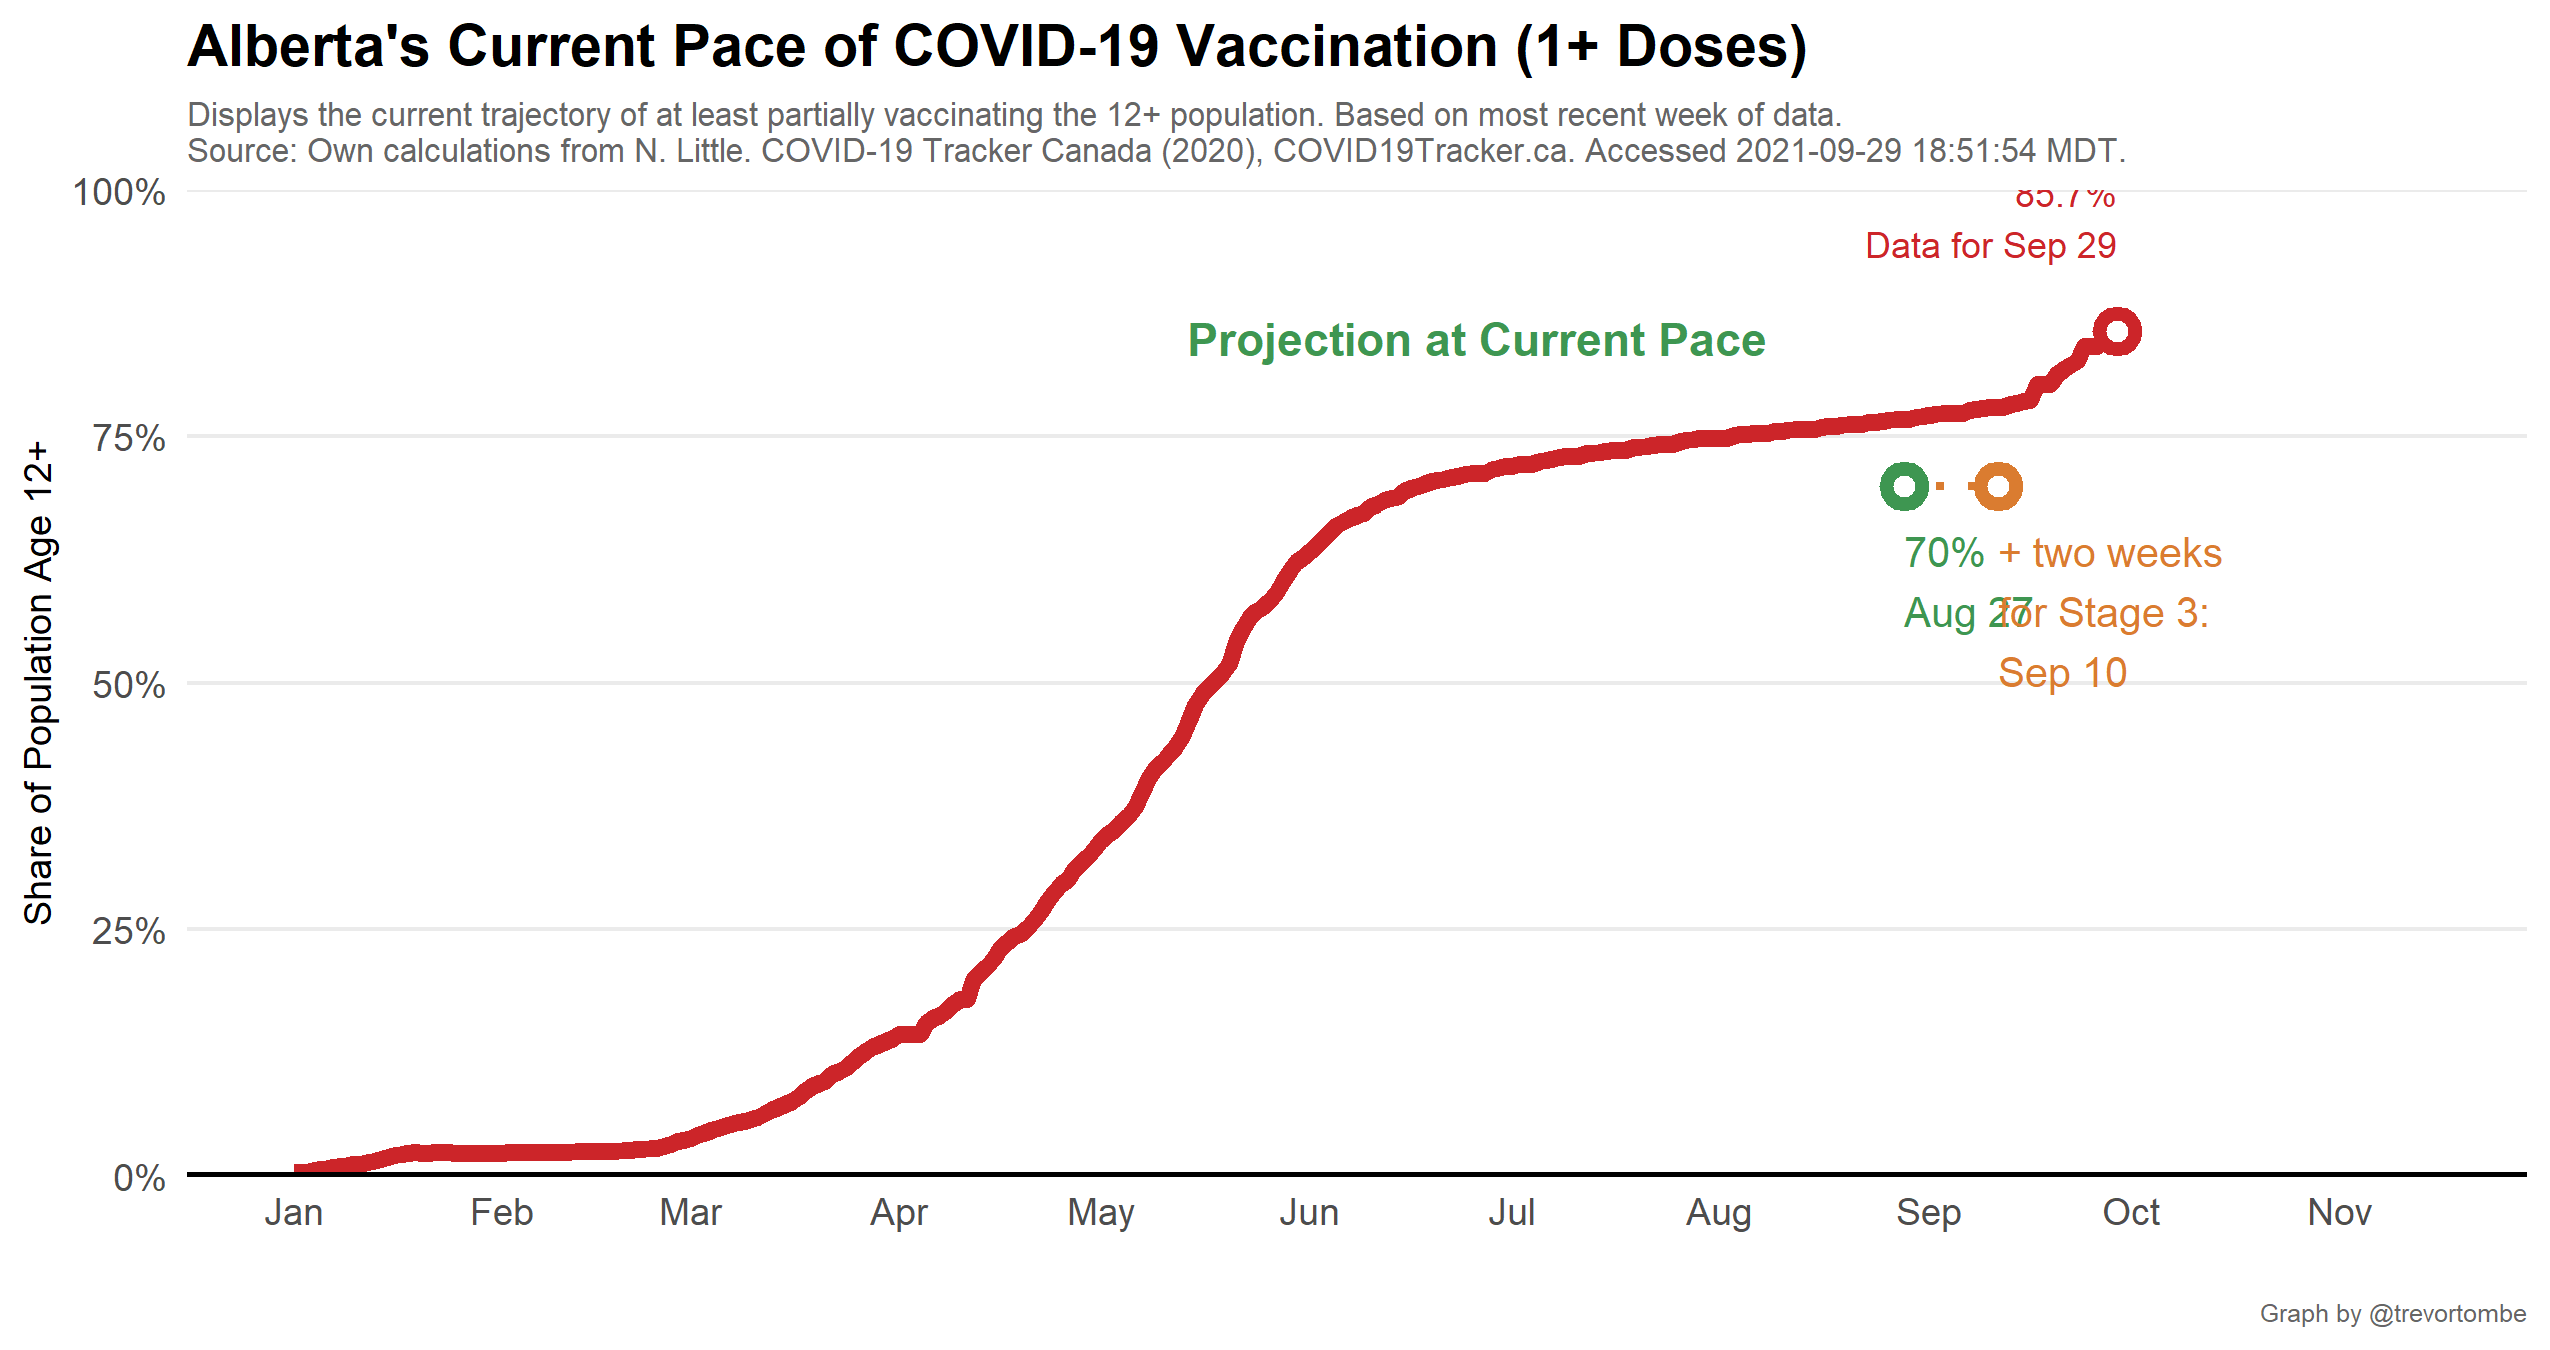 Alberta's Current Pace of COVID-19 Vaccination (1+ Doses)
Displays the current trajectory of at least partially vaccinating the 12+ population. Based on most recent week of data.
Source: Own calculations from N. Little. COVID-19 Tracker Canada (2020), COVID19Tracker.ca. Accessed 2021-09-29 18:51:54 MDT.
100%
85.7%
Data for Sep 29
Projection at Current Pace
75%
70%
Aug 27
+ two weeks
for Stage 3:
Sep 10
50%
25%
0%
Share of Population Age 12+
Jan Feb Mar Apr May Jun Jul Aug Sep Oct Nov
Graph by @trevortombe